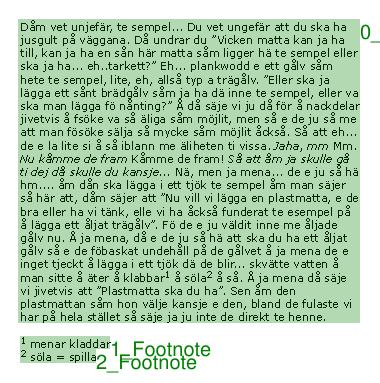 Dåm vet unjefär, te sempel... Du vet ungefär att du ska ha
jusgult på väggana. Då undrar du "Vicken matta kan ja ha
till, kan ja ha en sån här matta såm ligger hä te sempel eller
ska ja ha... eh..tarkett?" Eh... plankwodd e ett gålv såm
hete te sempel, lite, eh, allså typ a trägålv. "Eller ska ja
lägga ett sånt brädgålv såm ja ha dä inne te sempel, eller va
ska man lägga fö nånting?" Å då säje vi ju då för å nackdelar
jivetvis å fsöke va så äliga såm möjlit, men så e de ju så me
att man fösöke sälja så mycke såm möjlit åckså. Så att eh...
de e la lite si å så iblann me äliheten ti vissa. Jaha, mm Mm.
Nu kåmme de fram Kåmme de fram! Så att åm ja skulle gå
ti dej då skulle du kansje... Nä, men ja mena... de e ju så hä
hm.... åm dån ska lägga i ett tjök te sempel åm man säjer
så här att, dåm säjer att "Nu vill vi lägga en plastmatta, e de
bra eller ha vi tänk, elle vi ha åckså funderat te esempel på
å lägga ett åljat trägålv". Fö de e ju väldit inne me åljade
gålv nu. Å ja mena, då e de ju så hä att ska du ha ett åljat
gålv så e de föbaskut undehåll på de gålvet å ja mena de e
inget tjeckt å lägga i ett tjök dä de blir... skvätte vatten å
man sitte å äter å klabbar¹ å söla² å så. Å ja mena då säje
vi jivetvis att "Plastmatta ska du ha". Sen åm den
plastmattan såm hon välje kansje e den, bland de fulaste vi
har på hela stället så säje ja ju inte de direkt te henne.
0_
¹ menar kladdar
1_Footnote
² söla = spilla
2_Footnote